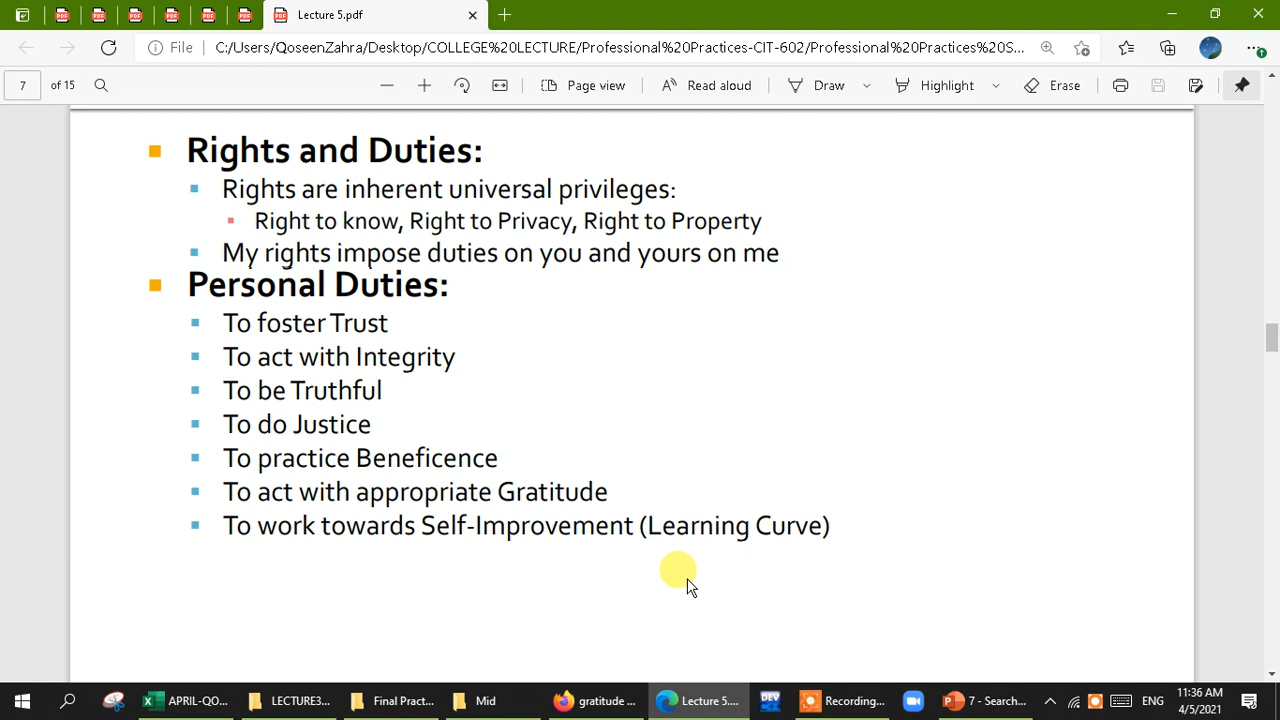 Lecture 5.pdf
File
C:/Users/QoseenZahra/Desktop/COLLEGE%20LECTURE/Professional%20Practices-CIT-602/Professional%20Practices%20S...
7 of 15
Page view
Read aloud
Draw
Highlight
Erase
Rights and Duties:
Rights are inherent universal privileges:
Right to know, Right to Privacy, Right to Property
My rights impose duties on you and yours on me
Personal Duties:
To foster Trust
To act with Integrity
To be Truthful
To do Justice
To practice Beneficence
To act with appropriate Gratitude
To work towards Self-Improvement (Learning Curve)
APRIL-QO...
LECTURE3...
Final Pract...
Mid
gratitude ...
Lecture 5....
DEV
Recording...
7 - Search...
ENG
11:36 AM
4/5/2021